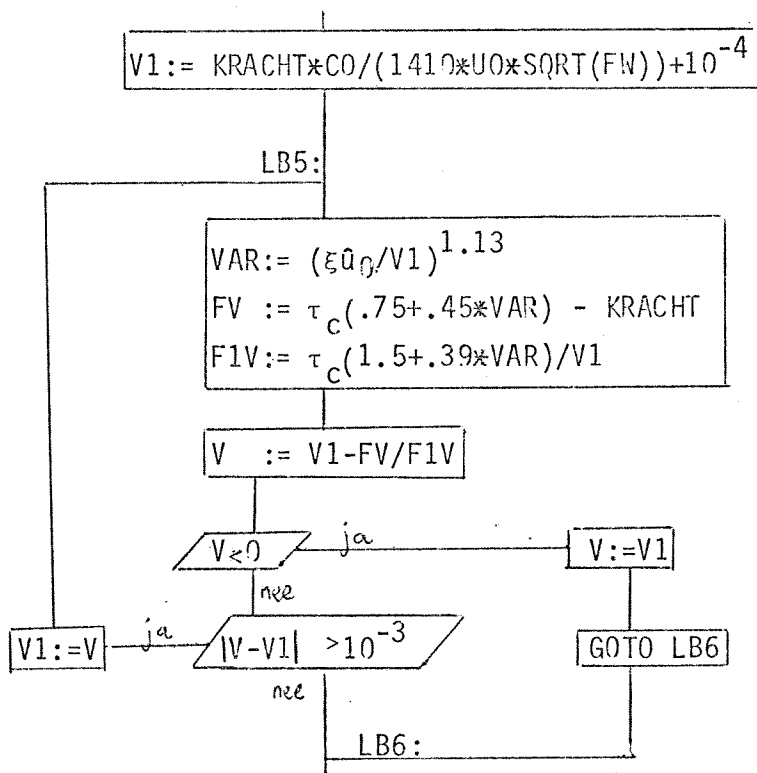 V1:= KRACHT*CO/(1410*UO*SQRT(FW))+10⁻⁴
LB5:
VAR:= (ξû₀/V1)^1.13
FV := τc(.75+.45*VAR) - KRACHT
F1V:= τc(1.5+.39*VAR)/V1
V := V1-FV/F1V
V<0
ja
V:=V1
nee
V1:=V
ja
|V-V1| >10⁻³
GOTO LB6
nee
LB6: